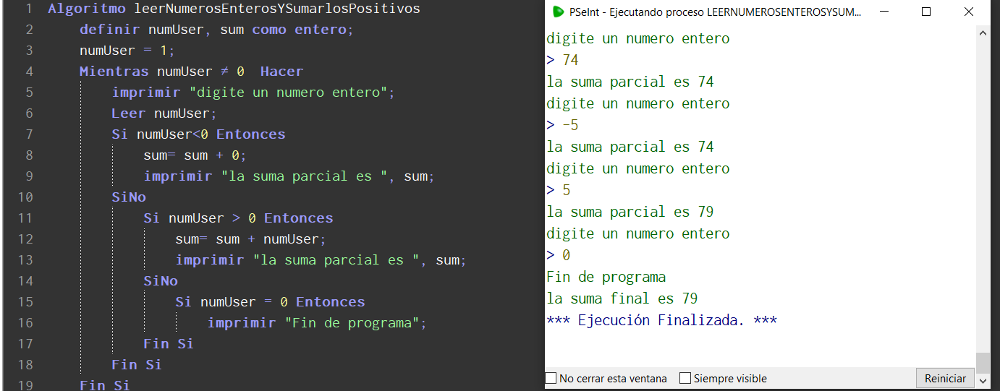 1 Algoritmo leerNumerosEnterosYSumarlosPositivos
2 definir numUser, sum como entero;
3 numUser = 1;
4 Mientras numUser ≠ 0 Hacer
5 imprimir "digite un numero entero";
6 Leer numUser;
7 Si numUser<0 Entonces
8 sum= sum + 0;
9 imprimir "la suma parcial es ", sum;
10 SiNo
11 Si numUser > 0 Entonces
12 sum= sum + numUser;
13 imprimir "la suma parcial es ", sum;
14 SiNo
15 Si numUser = 0 Entonces
16 imprimir "Fin de programa";
17 Fin Si
18 Fin Si
19 Fin Si
PSeInt - Ejecutando proceso LEERNUMEROSENTEROSYSUM...
digite un numero entero
> 74
la suma parcial es 74
digite un numero entero
> -5
la suma parcial es 74
digite un numero entero
> 5
la suma parcial es 79
digite un numero entero
> 0
Fin de programa
la suma final es 79
*** Ejecución Finalizada. ***
No cerrar esta ventana Siempre visible Reiniciar